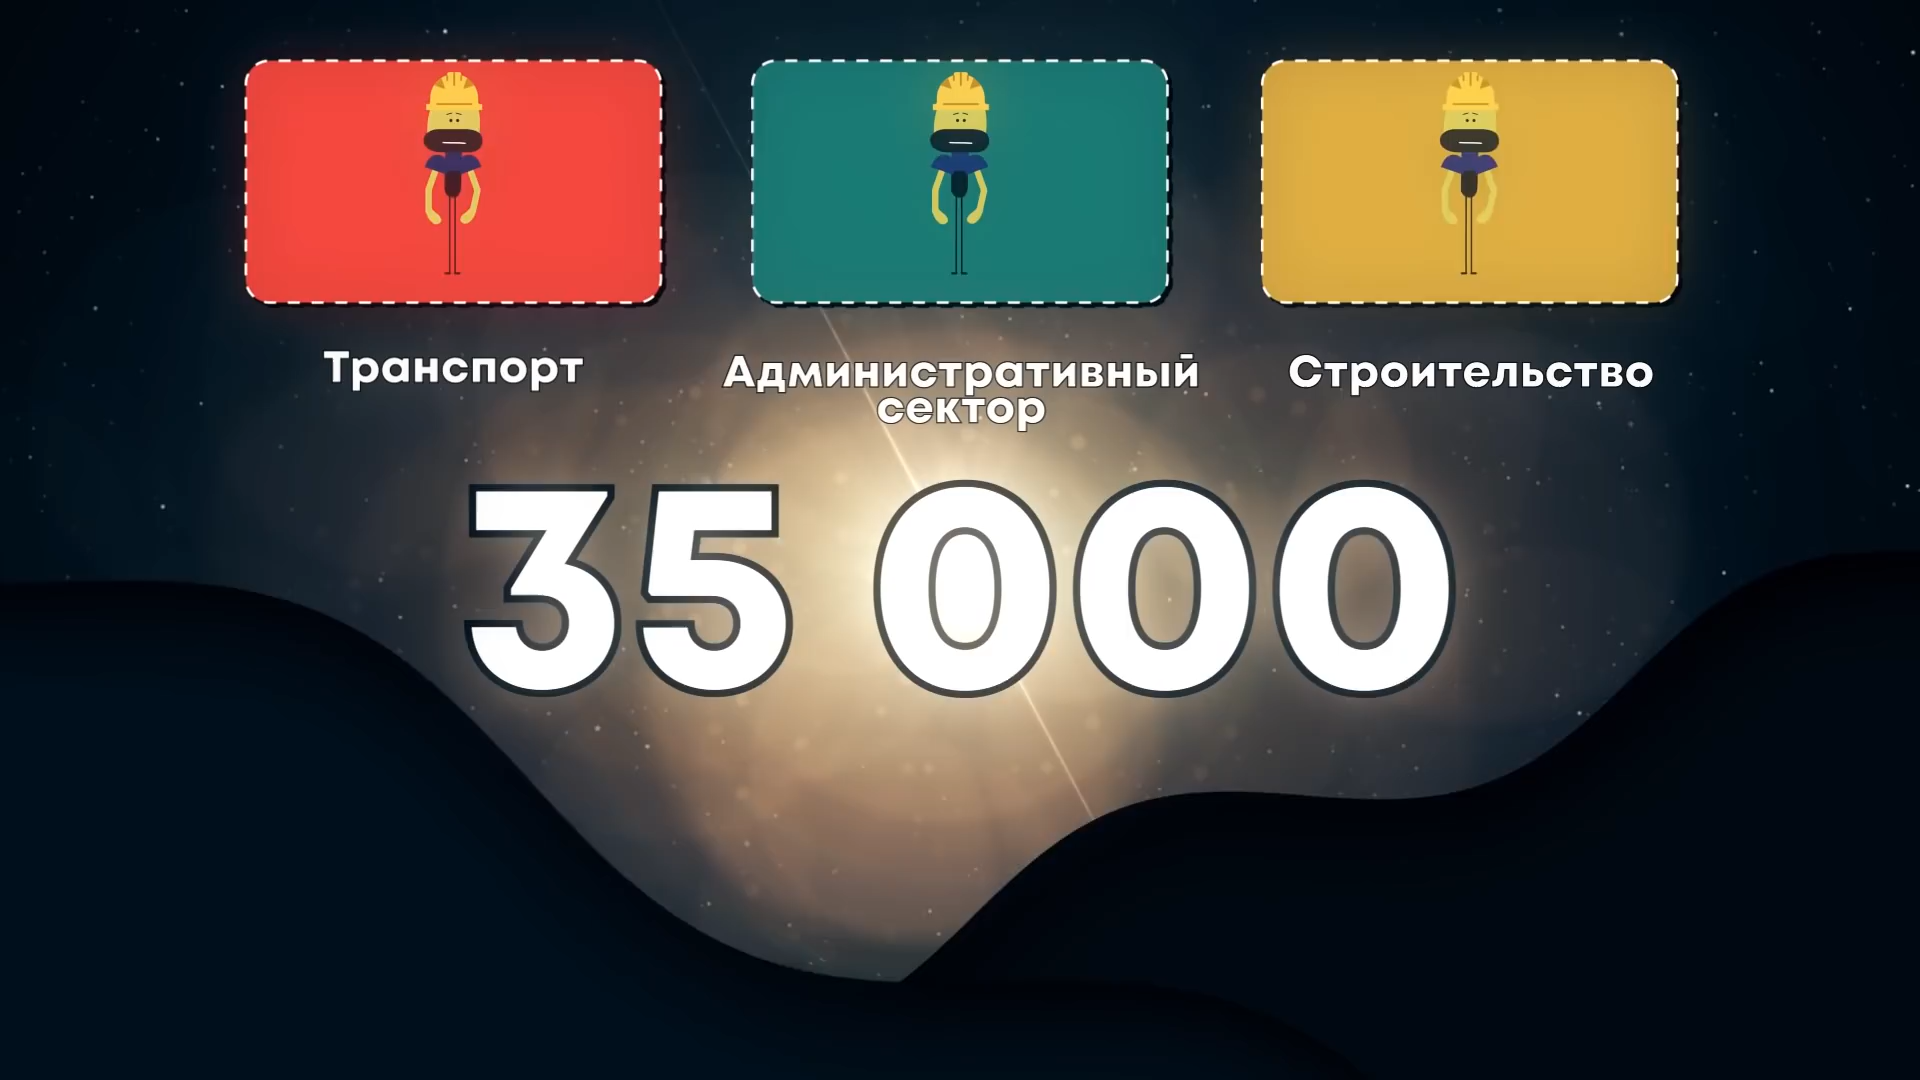 Транспорт
Административный
сектор
Строительство
35 000